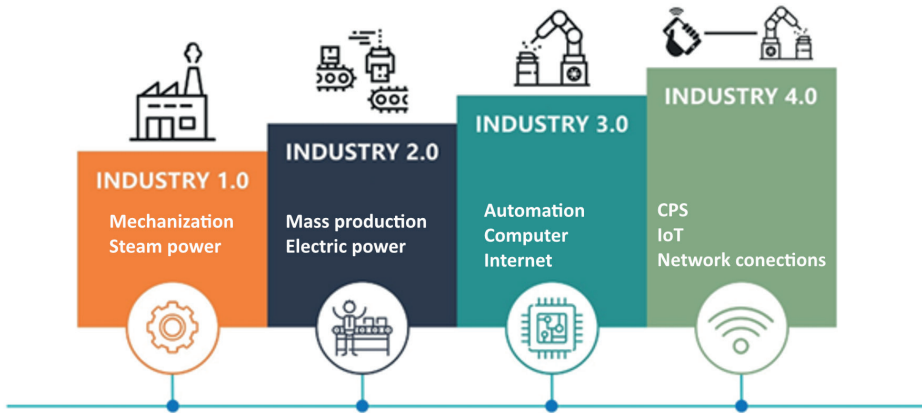 INDUSTRY 1.0
Mechanization
Steam power
INDUSTRY 2.0
Mass production
Electric power
INDUSTRY 3.0
Automation
Computer
Internet
INDUSTRY 4.0
CPS
IoT
Network conections